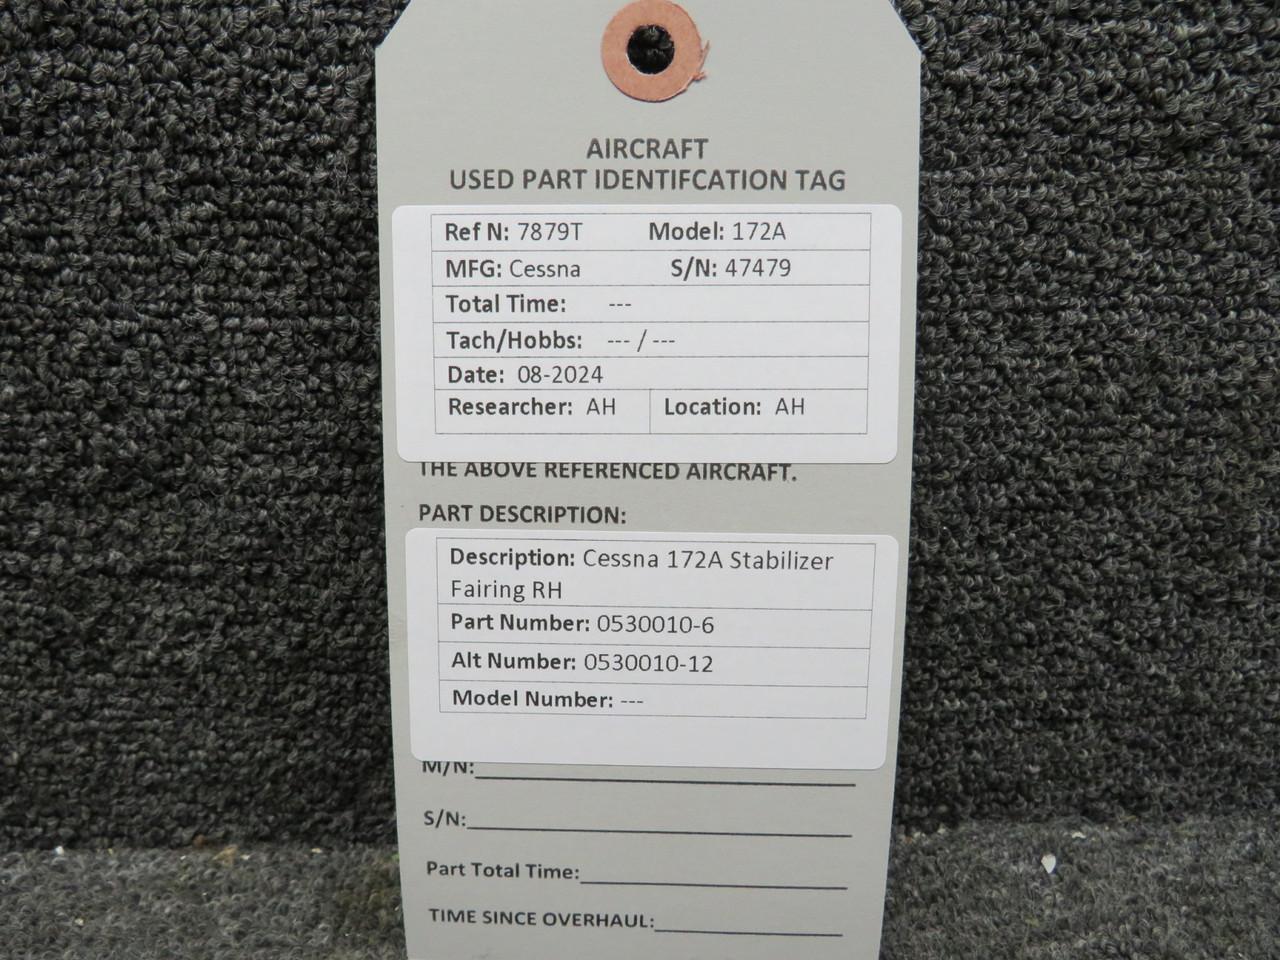 AIRCRAFT
USED PART IDENTIFCATION TAG
Ref N: 7879T Model: 172A
MFG: Cessna S/N: 47479
Total Time: ---
Tach/Hobbs: --- / ---
Date: 08-2024
Researcher: AH Location: AH
THE ABOVE REFERENCED AIRCRAFT.
PART DESCRIPTION:
Description: Cessna 172A Stabilizer
Fairing RH
Part Number: 0530010-6
Alt Number: 0530010-12
Model Number: ---
M/N:
S/N:
Part Total Time:
TIME SINCE OVERHAUL: